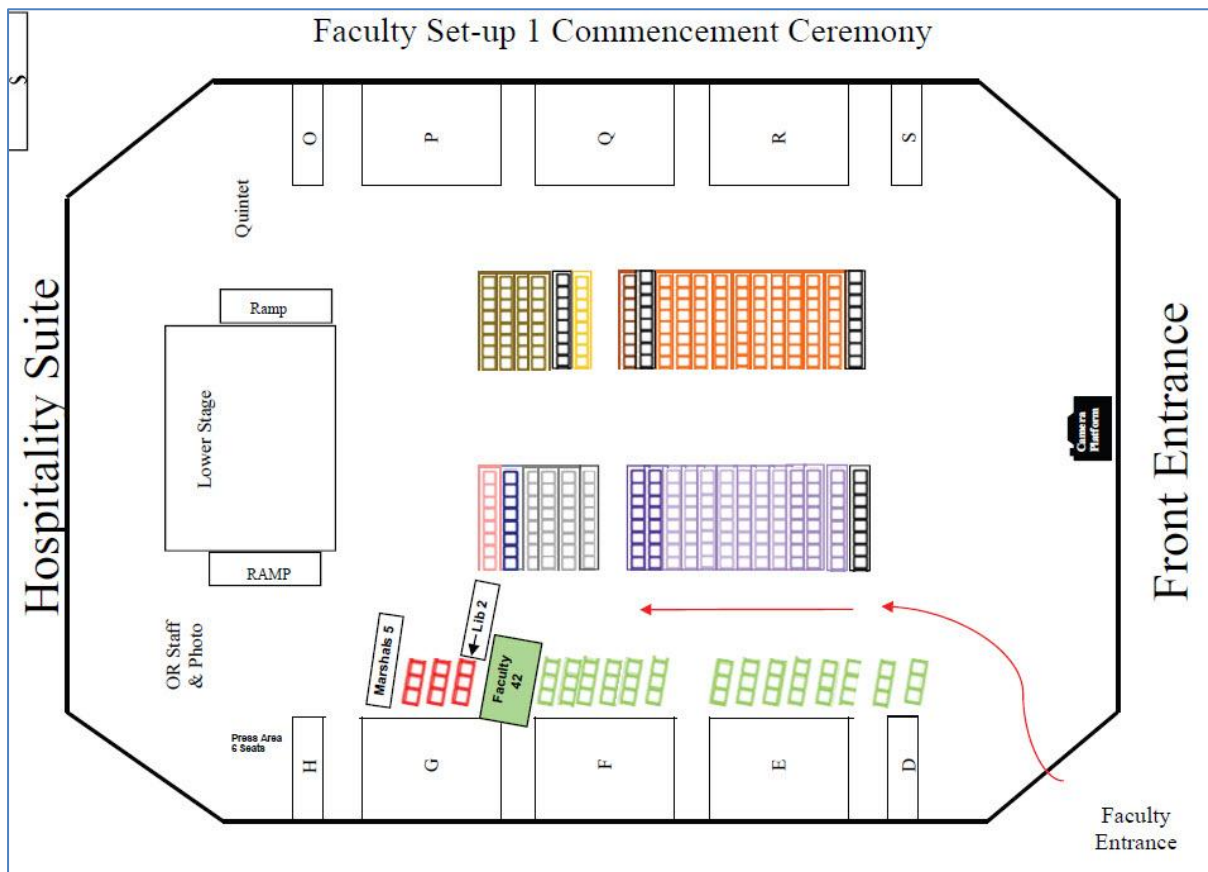 Faculty Set-up 1 Commencement Ceremony
S
O
P
Q
R
S
Quintet
Hospitality Suite
Ramp
Lower Stage
RAMP
Camera
Platform
Front Entrance
OR Staff
& Photo
Marshals 5
Lib 2
Faculty
42
Press Area
6 Seats
H
G
F
E
D
Faculty
Entrance